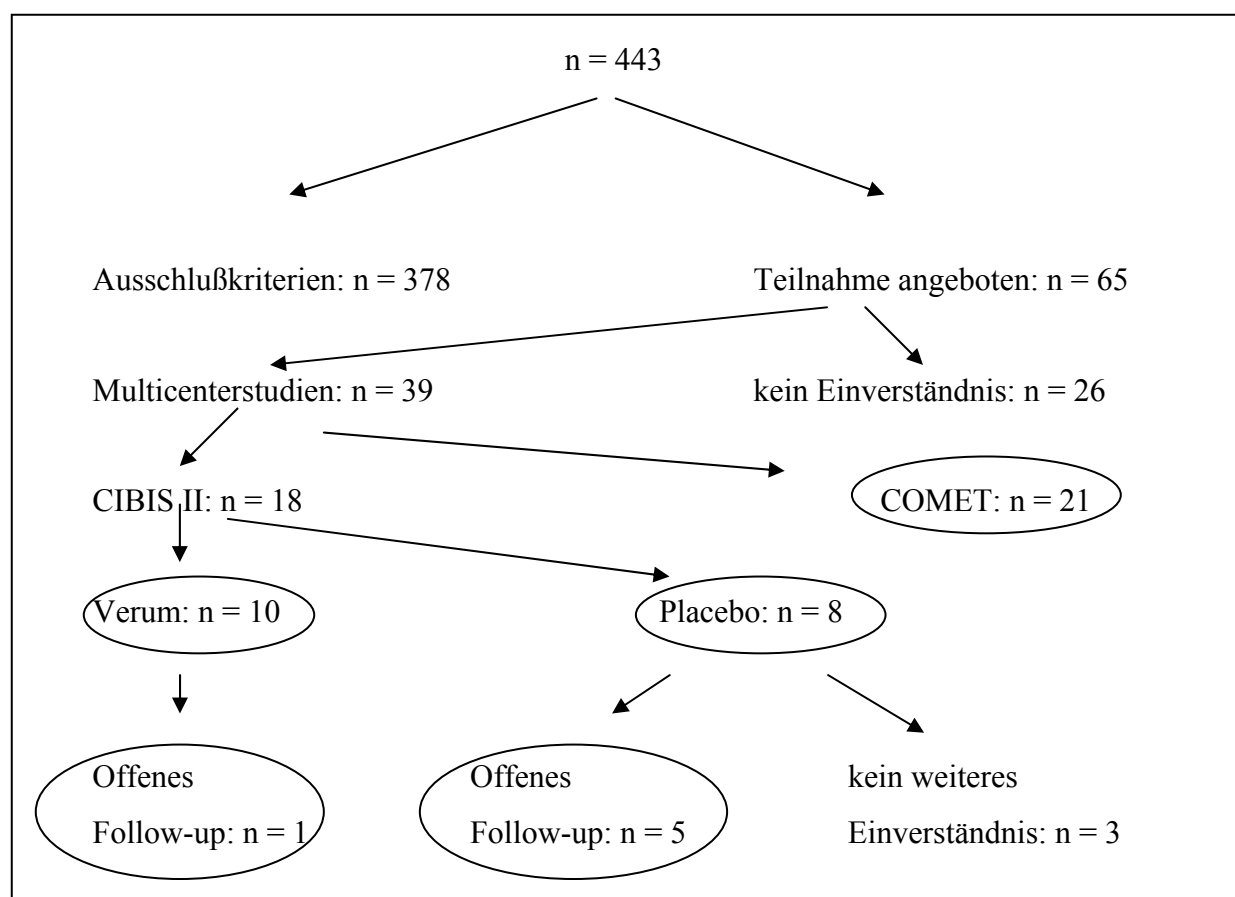 n = 443
Ausschlußkriterien: n = 378
Teilnahme angeboten: n = 65
Multicenterstudien: n = 39
kein Einverständnis: n = 26
CIBIS II: n = 18
COMET: n = 21
Verum: n = 10
Placebo: n = 8
Offenes
Follow-up: n = 1
Offenes
Follow-up: n = 5
kein weiteres
Einverständnis: n = 3